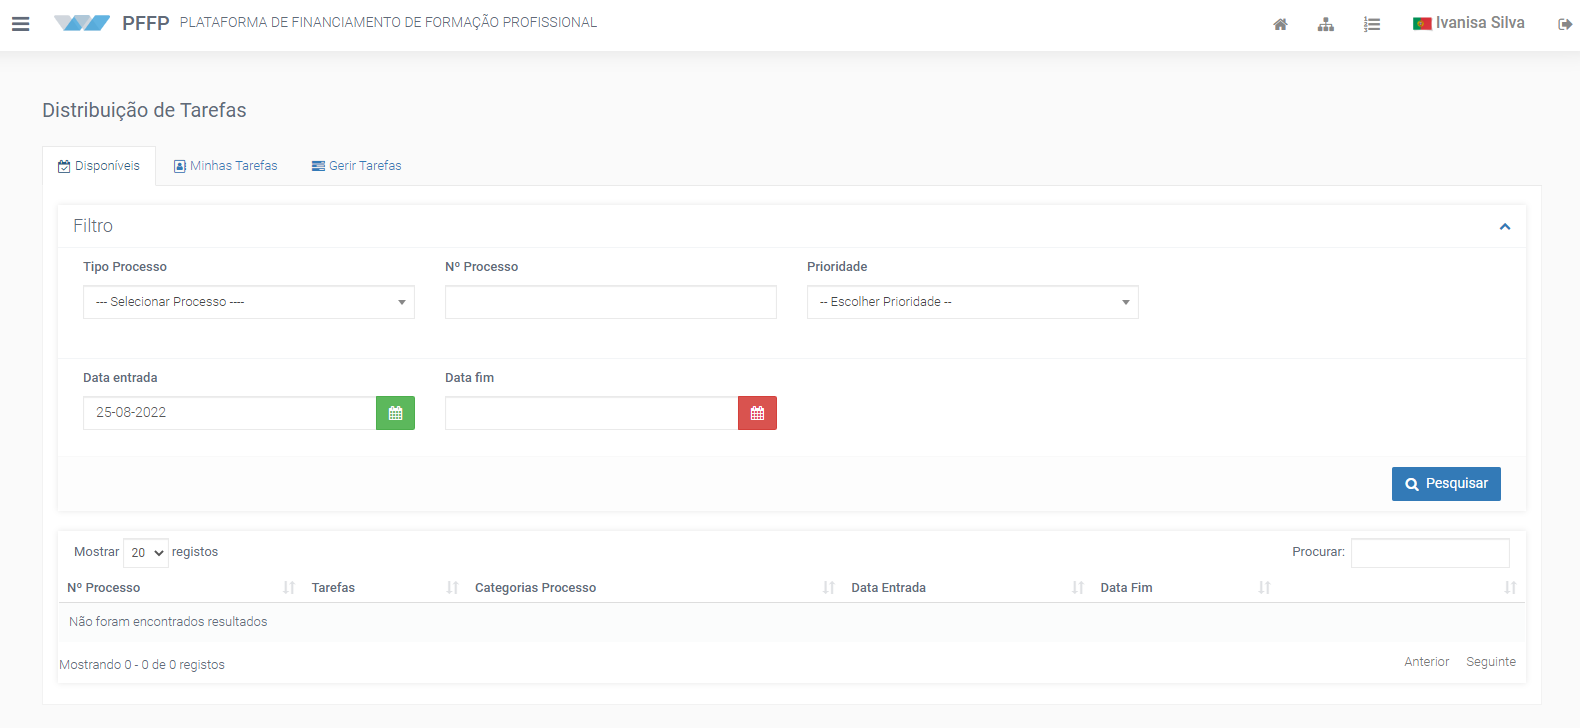 PFFP PLATAFORMA DE FINANCIAMENTO DE FORMAÇÃO PROFISSIONAL
Ivanisa Silva
Distribuição de Tarefas
Disponíveis Minhas Tarefas Gerir Tarefas
Filtro
Tipo Processo Nº Processo Prioridade
--- Selecionar Processo ---- -- Escolher Prioridade --
Data entrada Data fim
25-08-2022
Pesquisar
Mostrar 20 registos Procurar:
Nº Processo Tarefas Categorias Processo Data Entrada Data Fim
Não foram encontrados resultados
Mostrando 0 - 0 de 0 registos Anterior Seguinte